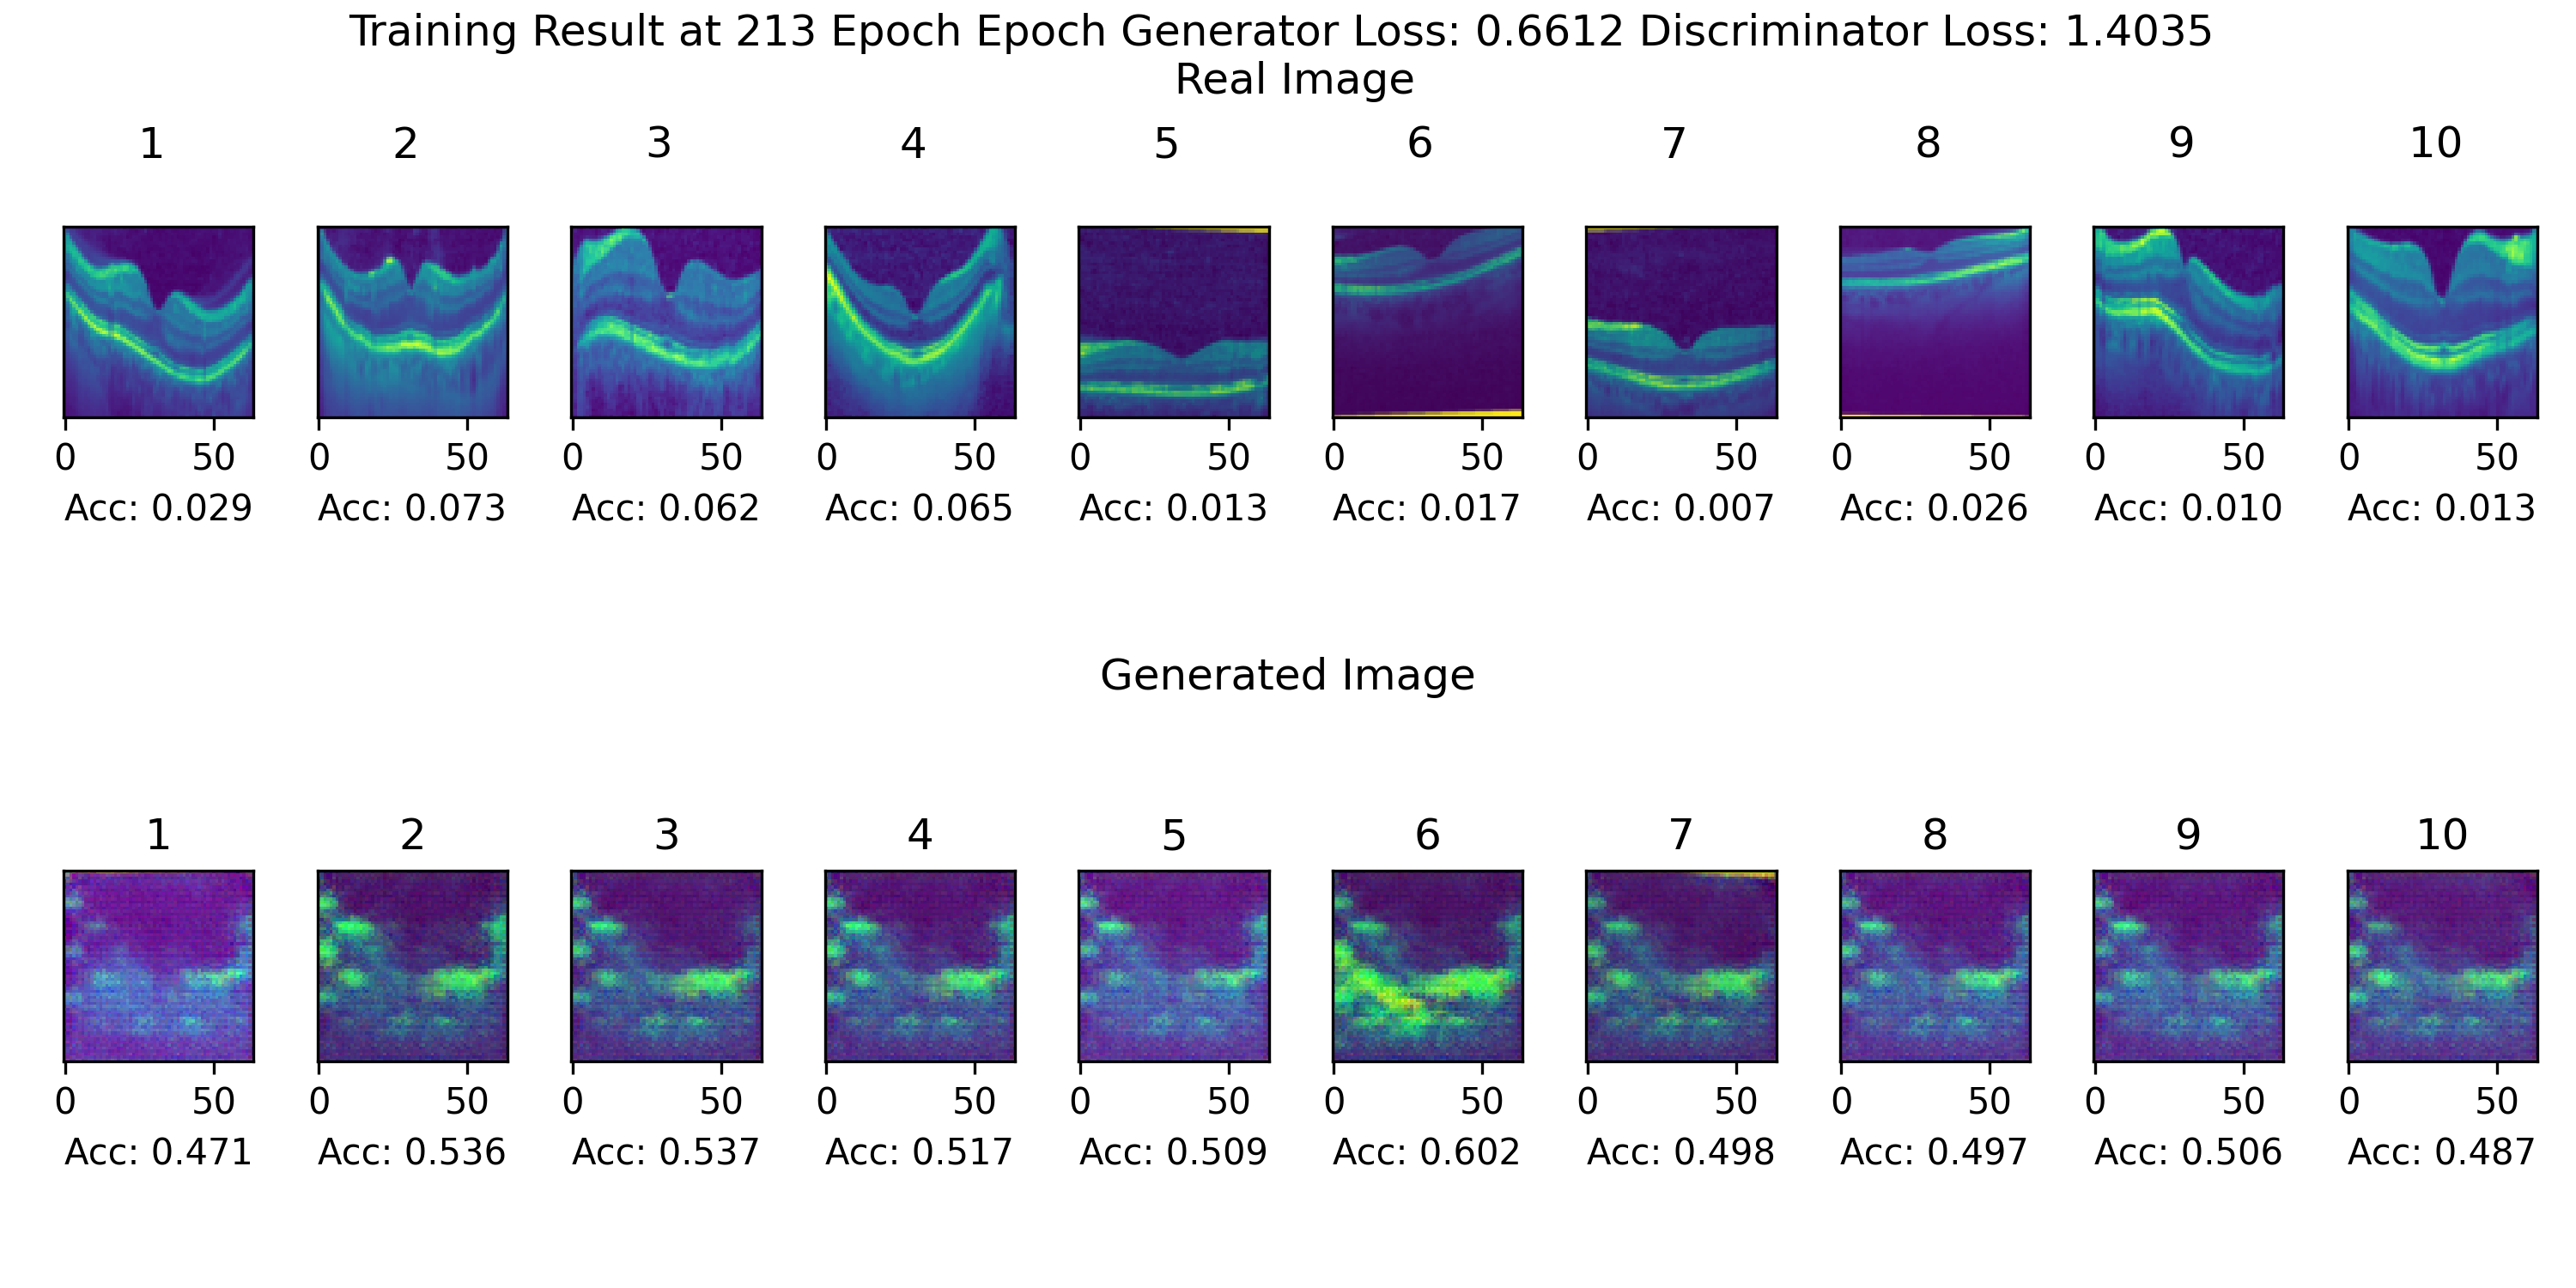 Training Result at 213 Epoch Epoch Generator Loss: 0.6612 Discriminator Loss: 1.4035
Real Image
1 2 3 4 5 6 7 8 9 10
0 50 0 50 0 50 0 50 0 50 0 50 0 50 0 50 0 50 0 50
Acc: 0.029 Acc: 0.073 Acc: 0.062 Acc: 0.065 Acc: 0.013 Acc: 0.017 Acc: 0.007 Acc: 0.026 Acc: 0.010 Acc: 0.013
Generated Image
1 2 3 4 5 6 7 8 9 10
0 50 0 50 0 50 0 50 0 50 0 50 0 50 0 50 0 50 0 50
Acc: 0.471 Acc: 0.536 Acc: 0.537 Acc: 0.517 Acc: 0.509 Acc: 0.602 Acc: 0.498 Acc: 0.497 Acc: 0.506 Acc: 0.487